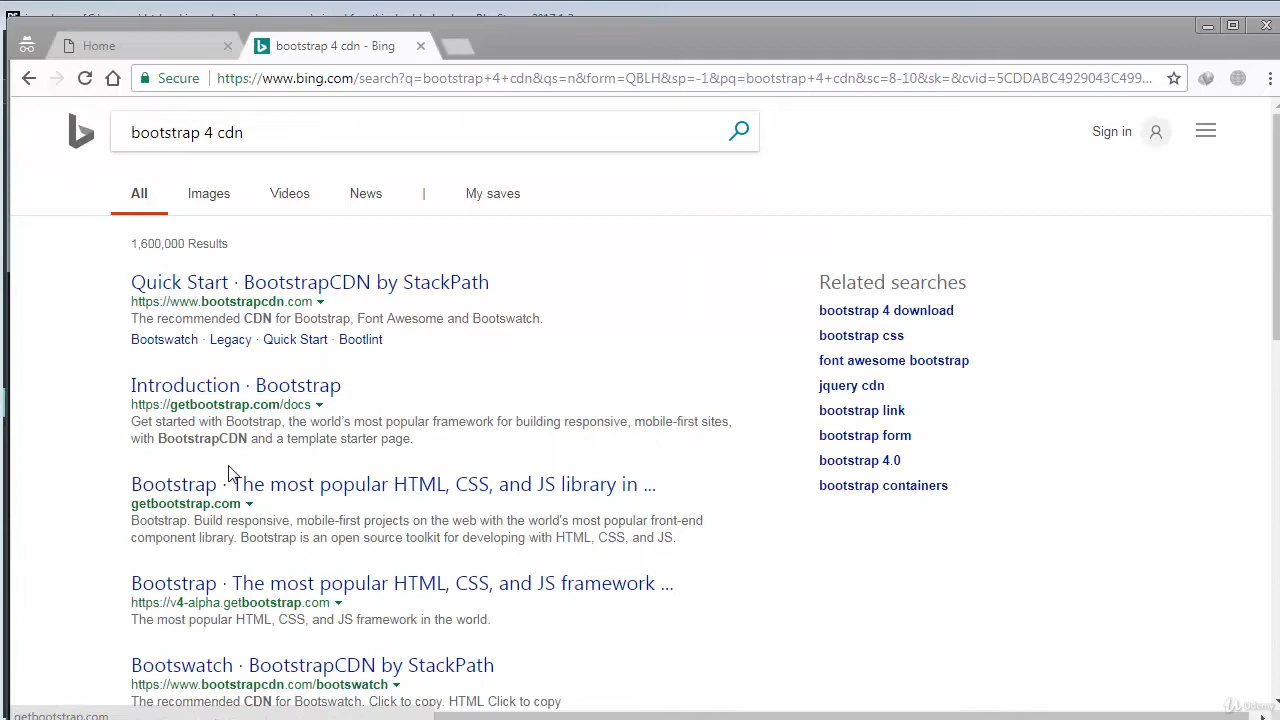 Home
bootstrap 4 cdn - Bing
Secure
https://www.bing.com/search?q=bootstrap+4+cdn&qs=n&form=QBLH&sp=-1&pq=bootstrap+4+cdn&sc=8-10&sk=&cvid=5CDDABC4929043C499...
bootstrap 4 cdn
Sign in
All
Images
Videos
News
|
My saves
1,600,000 Results
Quick Start · BootstrapCDN by StackPath
https://www.bootstrapcdn.com
The recommended CDN for Bootstrap, Font Awesome and Bootswatch.
Bootswatch · Legacy · Quick Start · Bootlint
Introduction · Bootstrap
https://getbootstrap.com/docs
Get started with Bootstrap, the world's most popular framework for building responsive, mobile-first sites,
with BootstrapCDN and a template starter page.
Bootstrap · The most popular HTML, CSS, and JS library in ...
getbootstrap.com
Bootstrap. Build responsive, mobile-first projects on the web with the world's most popular front-end
component library. Bootstrap is an open source toolkit for developing with HTML, CSS, and JS.
Bootstrap · The most popular HTML, CSS, and JS framework ...
https://v4-alpha.getbootstrap.com
The most popular HTML, CSS, and JS framework in the world.
Bootswatch · BootstrapCDN by StackPath
https://www.bootstrapcdn.com/bootswatch
The recommended CDN for Bootswatch. Click to copy. HTML Click to copy
Related searches
bootstrap 4 download
bootstrap css
font awesome bootstrap
jquery cdn
bootstrap link
bootstrap form
bootstrap 4.0
bootstrap containers
getbootstrap.com
Udemy